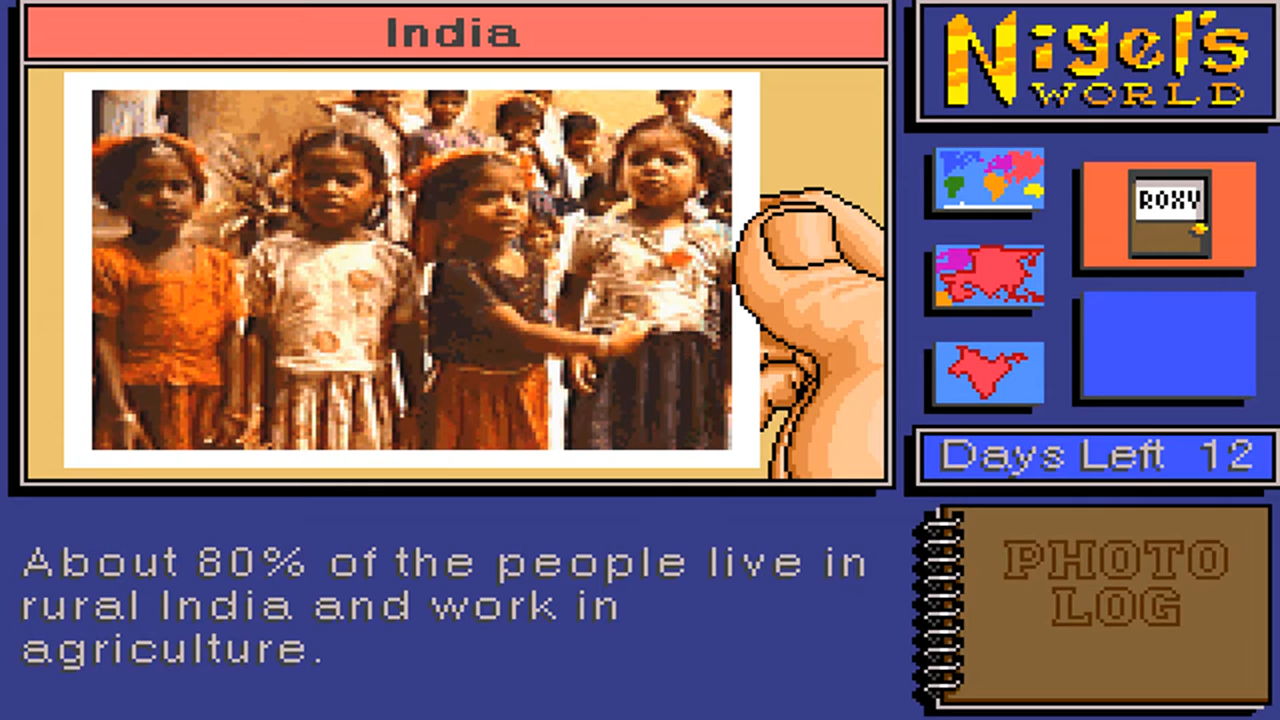 India
Nigel's
WORLD
ROXY
Days Left 12
About 80% of the people live in
rural India and work in
agriculture.
PHOTO
LOG